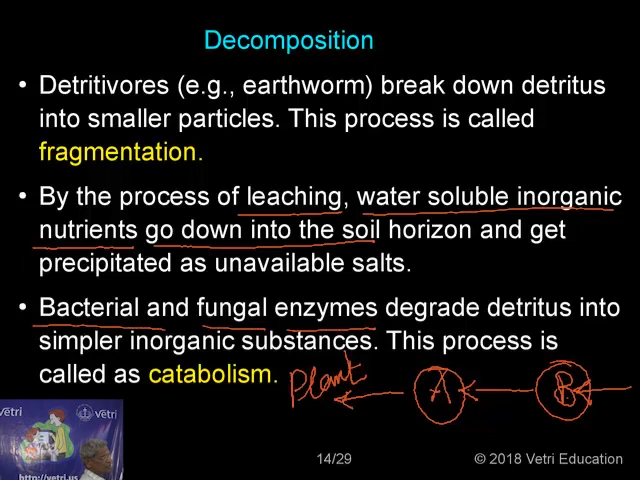 Decomposition
• Detritivores (e.g., earthworm) break down detritus
into smaller particles. This process is called
fragmentation.
• By the process of leaching, water soluble inorganic
nutrients go down into the soil horizon and get
precipitated as unavailable salts.
• Bacterial and fungal enzymes degrade detritus into
simpler inorganic substances. This process is
called as catabolism.
Plant A B
Vetri Vetri
http://vetri.us
14/29 © 2018 Vetri Education